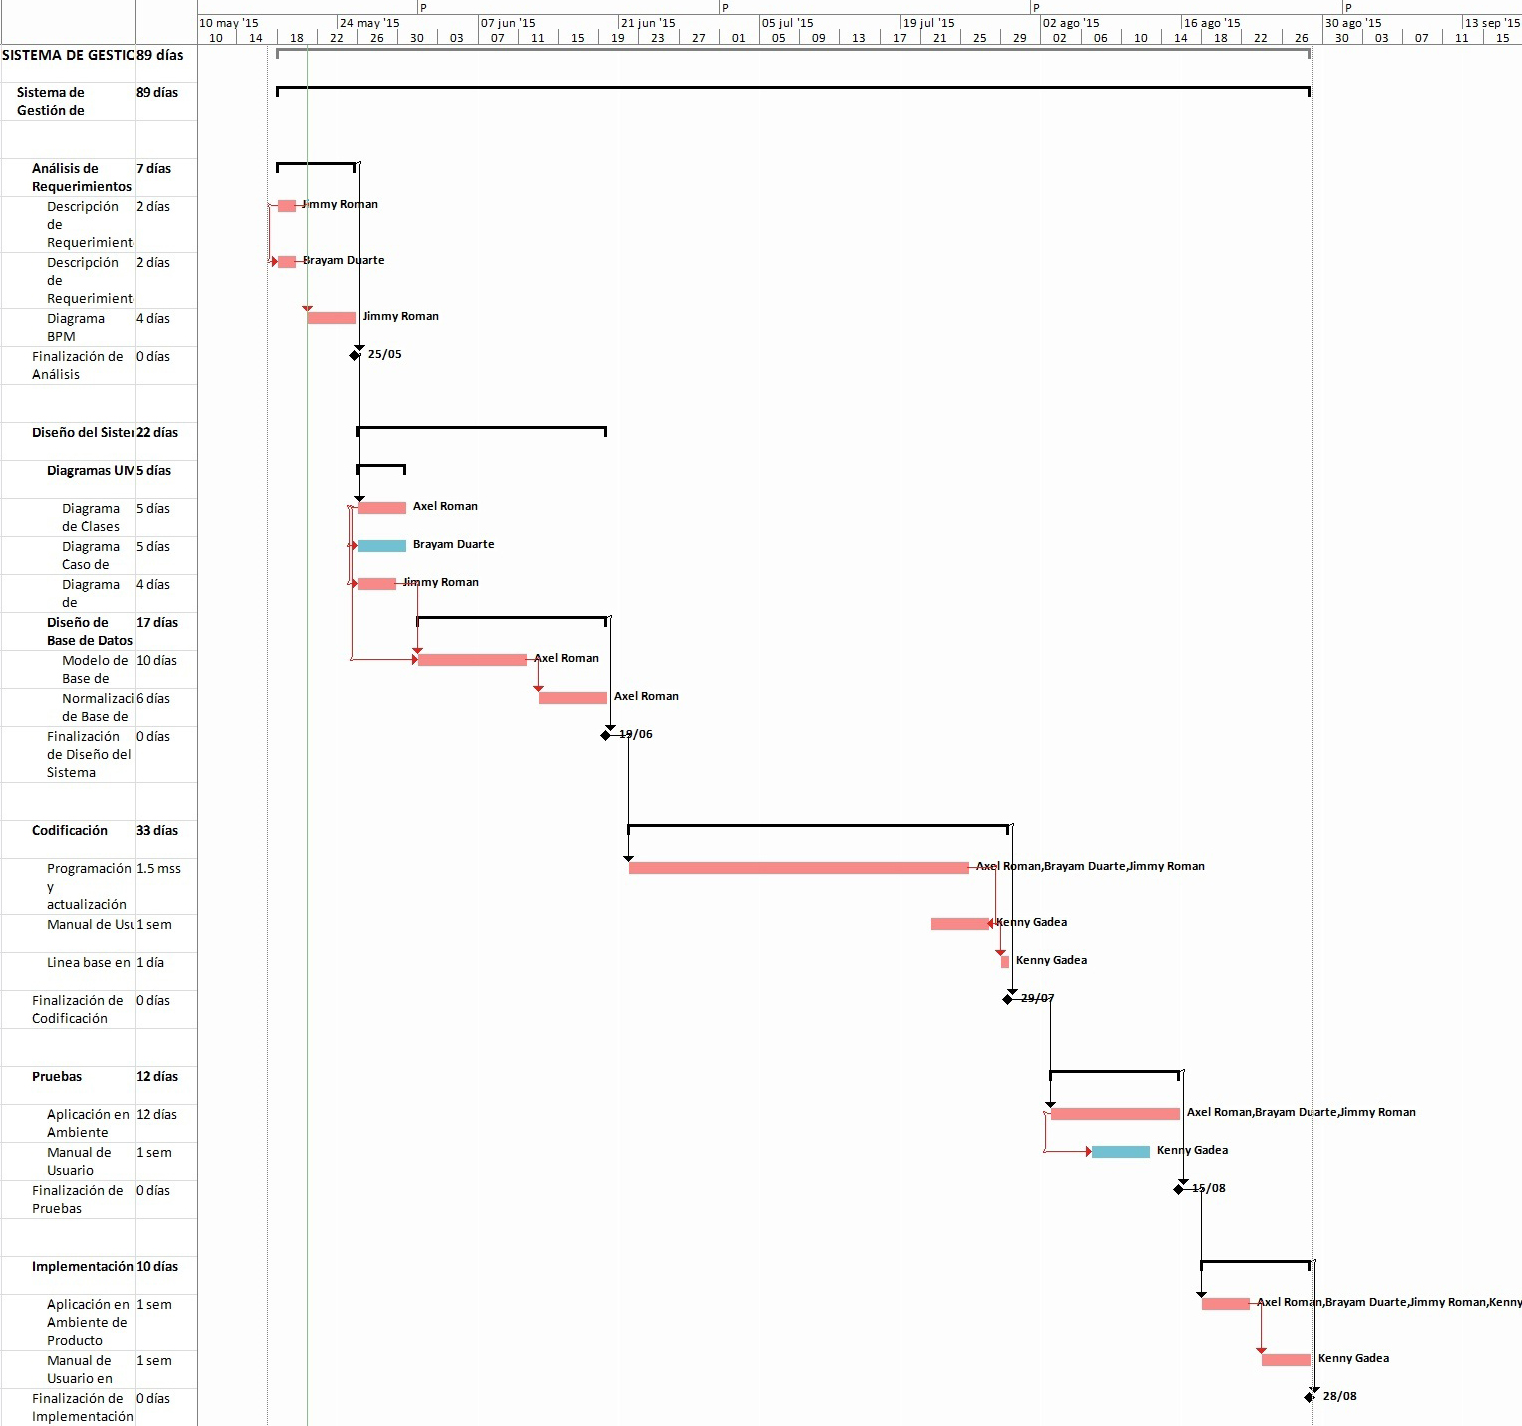 P P P P
10 may '15 24 may '15 07 jun '15 21 jun '15 05 jul '15 19 jul '15 02 ago '15 16 ago '15 30 ago '15 13 sep '15
10 14 18 22 26 30 03 07 11 15 19 23 27 01 05 09 13 17 21 25 29 02 06 10 14 18 22 26 30 03 07 11 15
SISTEMA DE GESTIC 89 días
Sistema de 89 días
Gestión de
Análisis de 7 días
Requerimientos
Descripción 2 días Jimmy Roman
de
Requerimient
Descripción 2 días Brayam Duarte
de
Requerimient
Diagrama 4 días Jimmy Roman
BPM
Finalización de 0 días 25/05
Análisis
Diseño del Sister 22 días
Diagramas UM 5 días
Diagrama 5 días Axel Roman
de Clases
Diagrama 5 días Brayam Duarte
Caso de
Diagrama 4 días Jimmy Roman
de
Diseño de 17 días
Base de Datos
Modelo de 10 días Axel Roman
Base de
Normalizaci 6 días Axel Roman
de Base de
Finalización 0 días 19/06
de Diseño del
Sistema
Codificación 33 días
Programación 1.5 mss Axel Roman,Brayam Duarte,Jimmy Roman
y
actualización
Manual de Usu 1 sem Kenny Gadea
Linea base en 1 día Kenny Gadea
Finalización de 0 días 29/07
Codificación
Pruebas 12 días
Aplicación en 12 días Axel Roman,Brayam Duarte,Jimmy Roman
Ambiente
Manual de 1 sem Kenny Gadea
Usuario
Finalización de 0 días 15/08
Pruebas
Implementación 10 días
Aplicación en 1 sem Axel Roman,Brayam Duarte,Jimmy Roman,Kenny
Ambiente de
Producto
Manual de 1 sem Kenny Gadea
Usuario en
Finalización de 0 días 28/08
Implementación